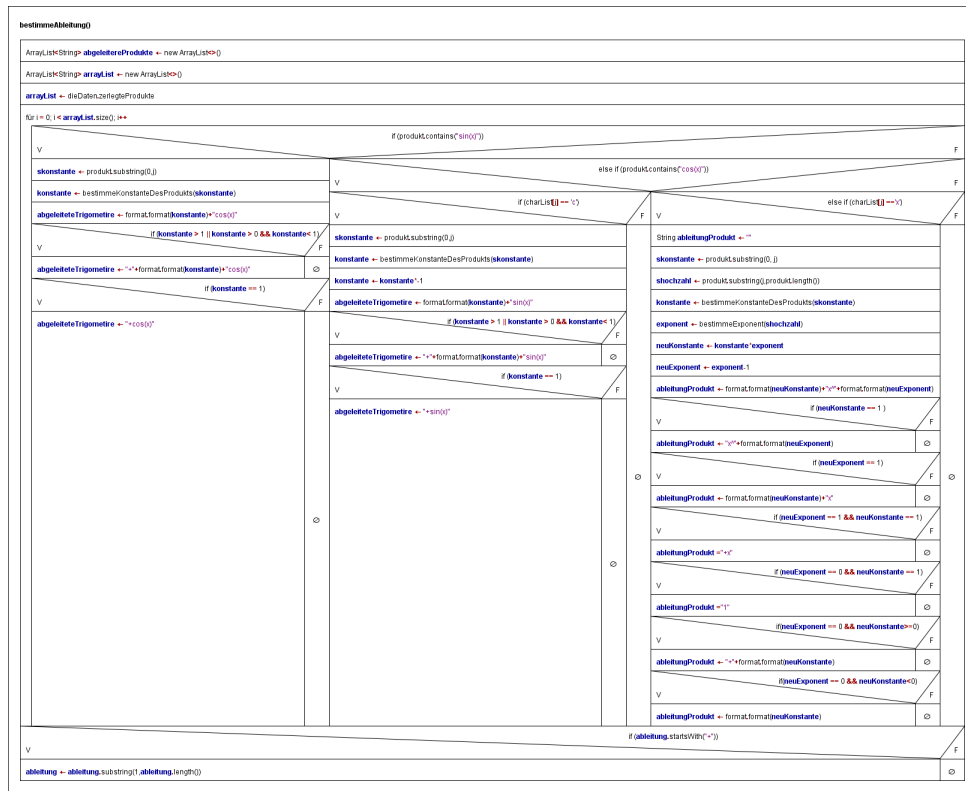 bestimmeAbleitung()
ArrayList<String> abgeleitereProdukte ← new ArrayList<>()
ArrayList<String> arrayList ← new ArrayList<>()
arrayList ← dieDaten.zerlegteProdukte
für i = 0; i < arrayList.size(); i++
if (produkt.contains("sin(x)"))
V
F
skonstante ← produkt.substring(0,j)
konstante ← bestimmeKonstanteDesProdukts(skonstante)
abgeleiteteTrigometire ← format.format(konstante)+"cos(x)"
if (konstante > 1 || konstante > 0 && konstante< 1)
V
F
abgeleiteteTrigometire ← "+"+format.format(konstante)+"cos(x)"
∅
if (konstante == 1)
V
F
abgeleiteteTrigometire ← "+cos(x)"
∅
else if (produkt.contains("cos(x)"))
V
F
if (charList[j] == 'c')
V
F
skonstante ← produkt.substring(0,j)
konstante ← bestimmeKonstanteDesProdukts(skonstante)
konstante ← konstante*-1
abgeleiteteTrigometire ← format.format(konstante)+"sin(x)"
if (konstante > 1 || konstante > 0 && konstante< 1)
V
F
abgeleiteteTrigometire ← "+"+format.format(konstante)+"sin(x)"
∅
if (konstante == 1)
V
F
abgeleiteteTrigometire ← "+sin(x)"
∅
∅
else if (charList[j] =='x')
V
F
String ableitungProdukt ← ""
skonstante ← produkt.substring(0, j)
shochzahl ← produkt.substring(j,produkt.length())
konstante ← bestimmeKonstanteDesProdukts(skonstante)
exponent ← bestimmeExponent(shochzahl)
neuKonstante ← konstante*exponent
neuExponent ← exponent-1
ableitungProdukt ← format.format(neuKonstante)+"x^"+format.format(neuExponent)
if (neuKonstante == 1 )
V
F
ableitungProdukt ← "x^"+format.format(neuExponent)
∅
if (neuExponent == 1)
V
F
ableitungProdukt ← format.format(neuKonstante)+"x"
∅
if (neuExponent == 1 && neuKonstante == 1)
V
F
ableitungProdukt ="+x"
∅
if (neuExponent == 0 && neuKonstante == 1)
V
F
ableitungProdukt ="1"
∅
if(neuExponent == 0 && neuKonstante>=0)
V
F
ableitungProdukt ← "+"+format.format(neuKonstante)
∅
if(neuExponent == 0 && neuKonstante<0)
V
F
ableitungProdukt ← format.format(neuKonstante)
∅
∅
if (ableitung.startsWith("+"))
V
F
ableitung ← ableitung.substring(1,ableitung.length())
∅